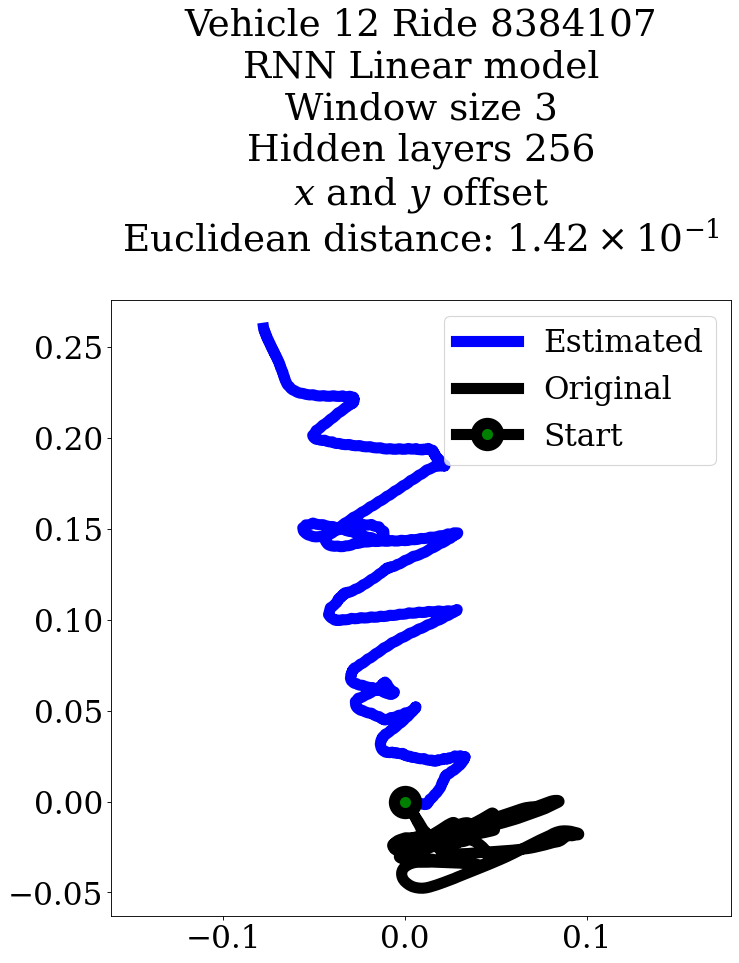 Vehicle 12 Ride 8384107
RNN Linear model
Window size 3
Hidden layers 256
x and y offset
Euclidean distance: 1.42 × 10⁻¹
Estimated
Original
Start
0.25
0.20
0.15
0.10
0.05
0.00
−0.05
−0.1 0.0 0.1